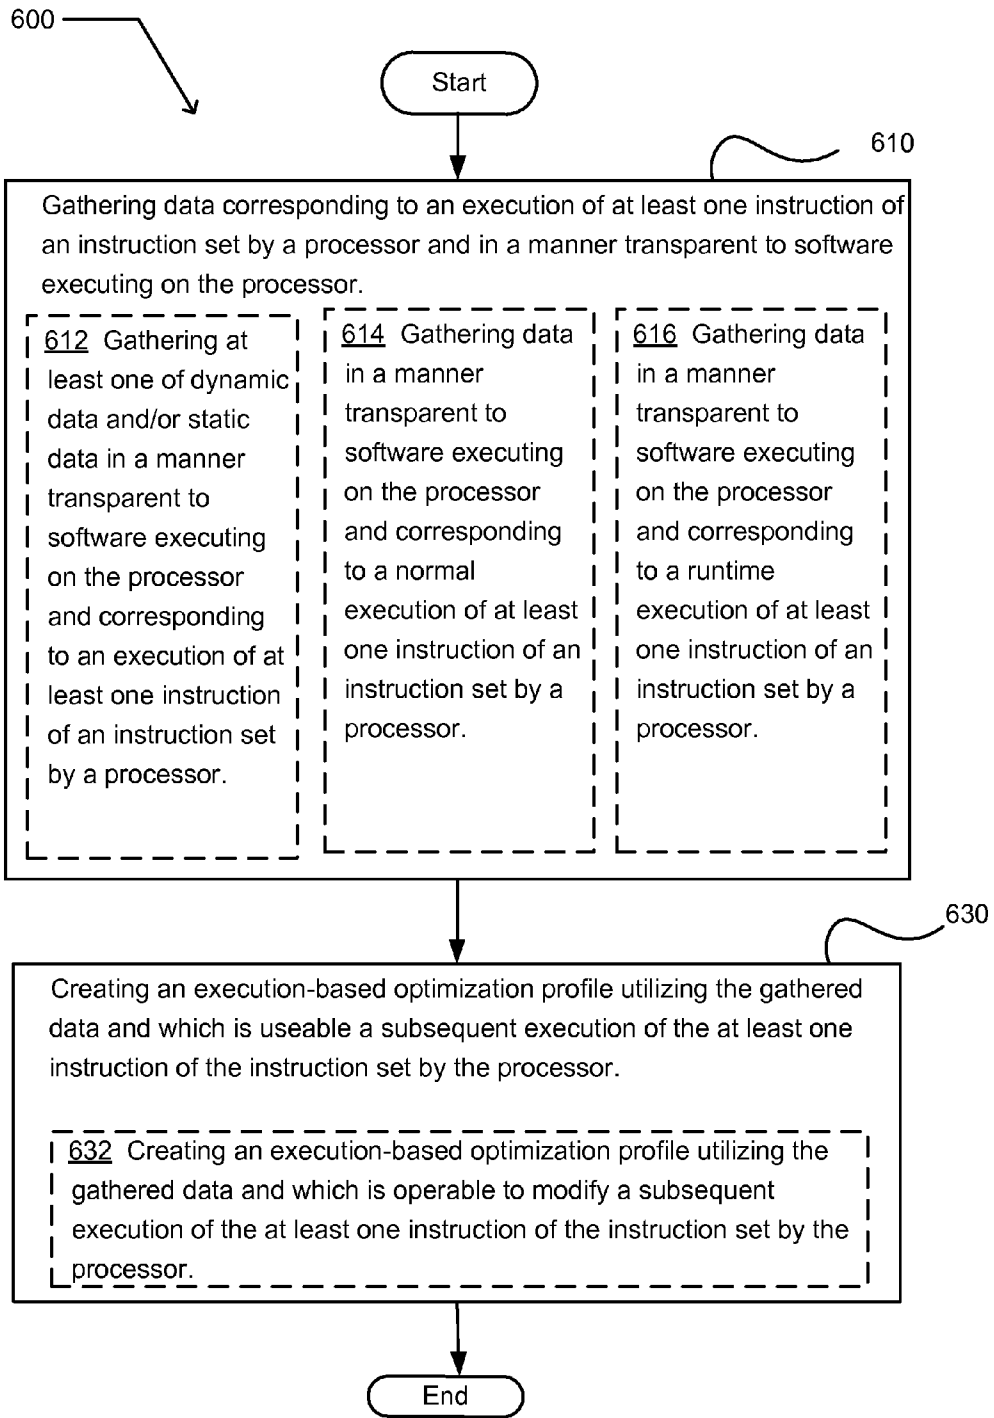 600
Start
610
Gathering data corresponding to an execution of at least one instruction of
an instruction set by a processor and in a manner transparent to software
executing on the processor.
612 Gathering at
least one of dynamic
data and/or static
data in a manner
transparent to
software executing
on the processor
and corresponding
to an execution of at
least one instruction
of an instruction set
by a processor.
614 Gathering data
in a manner
transparent to
software executing
on the processor
and corresponding
to a normal
execution of at least
one instruction of an
instruction set by a
processor.
616 Gathering data
in a manner
transparent to
software executing
on the processor
and corresponding
to a runtime
execution of at least
one instruction of an
instruction set by a
processor.
630
Creating an execution-based optimization profile utilizing the gathered
data and which is useable a subsequent execution of the at least one
instruction of the instruction set by the processor.
632 Creating an execution-based optimization profile utilizing the
gathered data and which is operable to modify a subsequent
execution of the at least one instruction of the instruction set by the
processor.
End